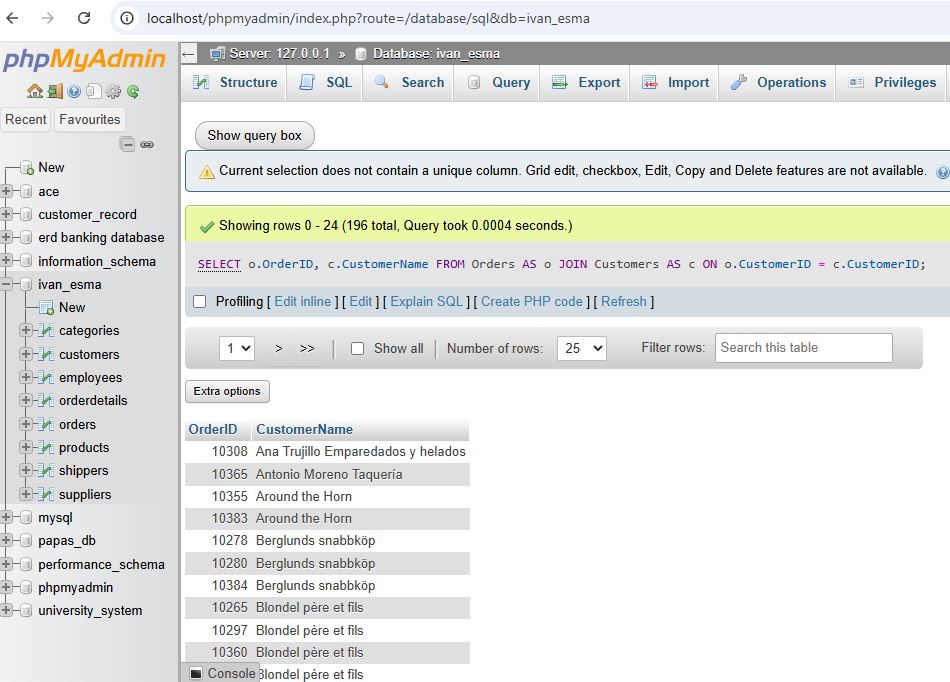 localhost/phpmyadmin/index.php?route=/database/sql&db=ivan_esma
phpMyAdmin
Recent Favourites
New
ace
customer_record
erd banking database
information_schema
ivan_esma
New
categories
customers
employees
orderdetails
orders
products
shippers
suppliers
mysql
papas_db
performance_schema
phpmyadmin
university_system
Server: 127.0.0.1 » Database: ivan_esma
Structure SQL Search Query Export Import Operations Privileges
Show query box
Current selection does not contain a unique column. Grid edit, checkbox, Edit, Copy and Delete features are not available.
Showing rows 0 - 24 (196 total, Query took 0.0004 seconds.)
SELECT o.OrderID, c.CustomerName FROM Orders AS o JOIN Customers AS c ON o.CustomerID = c.CustomerID;
Profiling [ Edit inline ] [ Edit ] [ Explain SQL ] [ Create PHP code ] [ Refresh ]
1 > >> Show all Number of rows: 25 Filter rows: Search this table
Extra options
OrderID CustomerName
10308 Ana Trujillo Emparedados y helados
10365 Antonio Moreno Taquería
10355 Around the Horn
10383 Around the Horn
10278 Berglunds snabbköp
10280 Berglunds snabbköp
10384 Berglunds snabbköp
10265 Blondel père et fils
10297 Blondel père et fils
10360 Blondel père et fils
Console Blondel père et fils